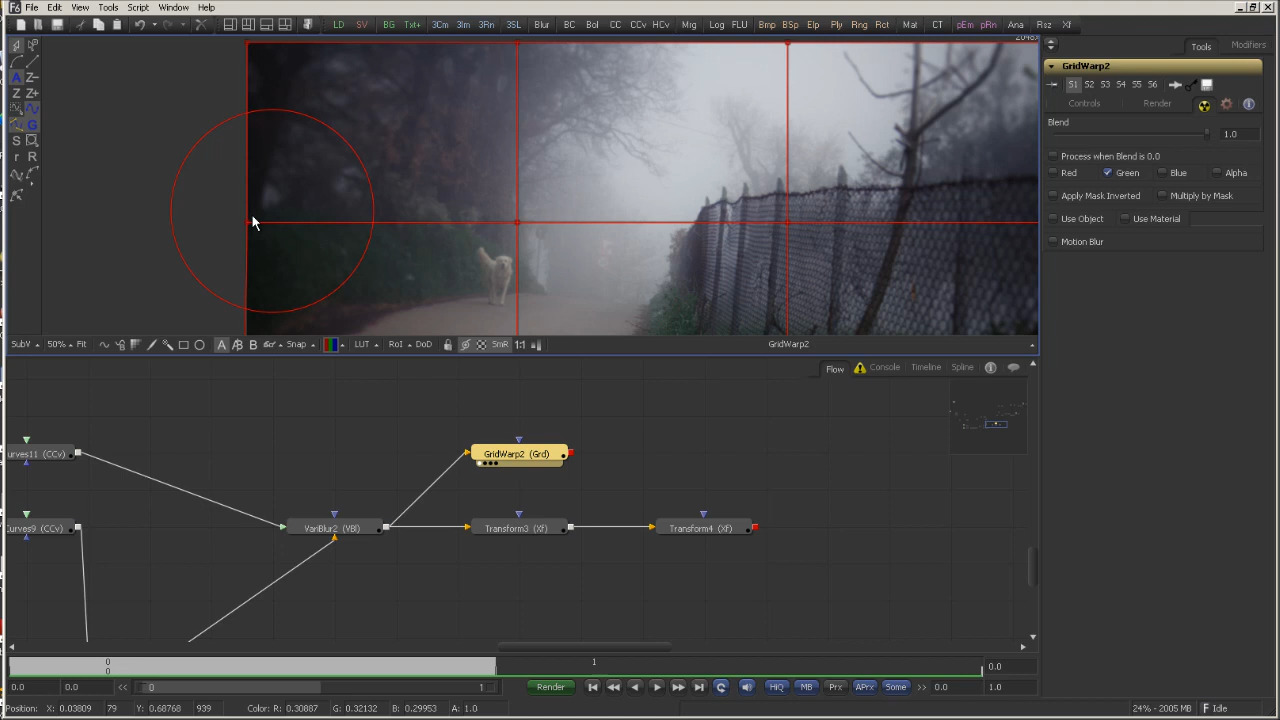 File Edit View Tools Script Window Help
LD SV BG Txt+ 3Cm 3Im 3Rn 3SL Blur BC Bol CC CCv HCv Mrg Log FLU Bmp BSp Elp Ply Rng Rct Mat CT pEm pRn Ana Rsz Xf
Tools Modifiers
GridWarp2
S1 S2 S3 S4 S5 S6
Controls Render
Blend
1.0
Process when Blend is 0.0
Red Green Blue Alpha
Apply Mask Inverted Multiply by Mask
Use Object Use Material
Motion Blur
A Z-
Z Z+
G
S
r R
SubV 50% Fit A B Snap LUT RoI DoD SmR 1:1 GridWarp2
Flow Console Timeline Spline
urves11 (CCv) GridWarp2 (Grd)
Curves9 (CCv) VariBlur2 (VBl) Transform3 (Xf) Transform4 (Xf)
0 1
0
0.0
0.0 0.0 << 0 1 Render HiQ MB Prx APrx Some >> 0.0 1.0
Position: X: 0.03809 79 Y: 0.68768 939 Color: R: 0.30887 G: 0.32132 B: 0.29953 A: 1.0 24% - 2005 MB Idle